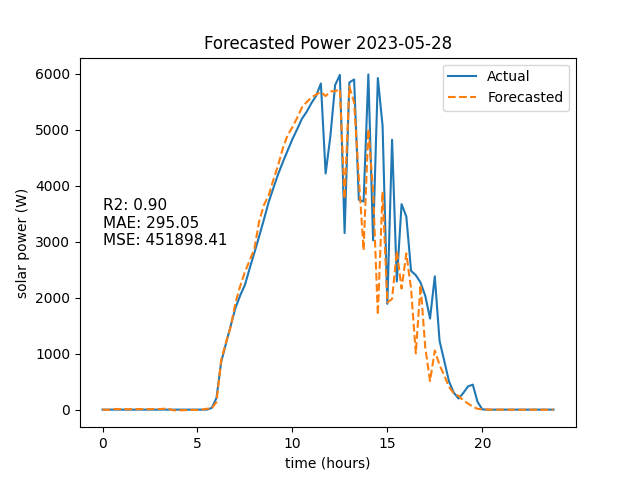 Forecasted Power 2023-05-28
6000
5000
4000
3000
2000
1000
0
solar power (W)
Actual
Forecasted
R2: 0.90
MAE: 295.05
MSE: 451898.41
0 5 10 15 20
time (hours)